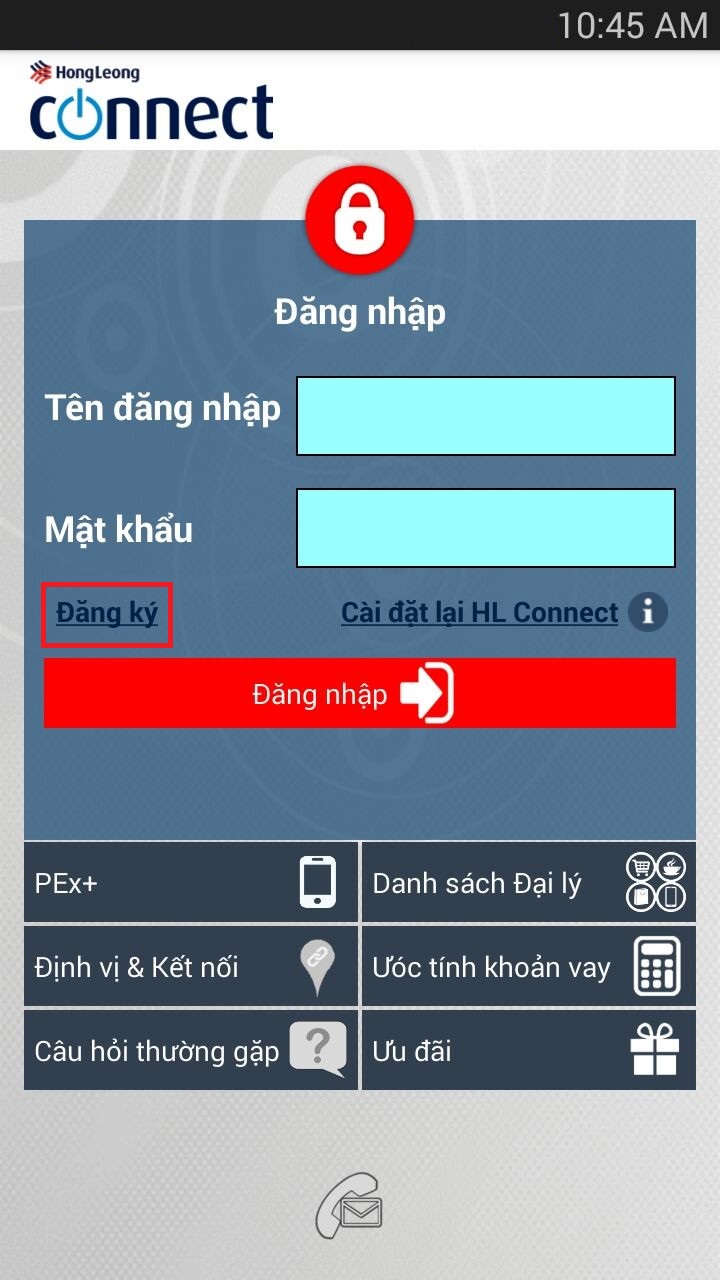 10:45 AM
HongLeong
connect
Đăng nhập
Tên đăng nhập
Mật khẩu
Đăng ký
Cài đặt lại HL Connect
Đăng nhập
PEx+
Danh sách Đại lý
Định vị & Kết nối
Ước tính khoản vay
Câu hỏi thường gặp
Ưu đãi